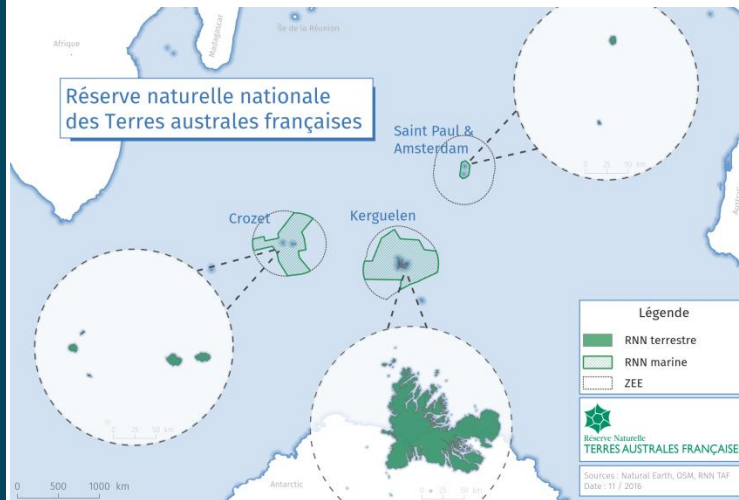 Afrique
Madagascar
Île de la Réunion
Réserve naturelle nationale
des Terres australes françaises
Saint Paul &
Amsterdam
0 25 50 km
Crozet
Kerguelen
0 25 50 km
Légende
RNN terrestre
RNN marine
ZEE
Réserve Naturelle
TERRES AUSTRALES FRANÇAISES
Sources : Natural Earth, OSM, RNN TAF
Date : 11 / 2016
Antarctic
0 25 50 km
0 500 1000 km